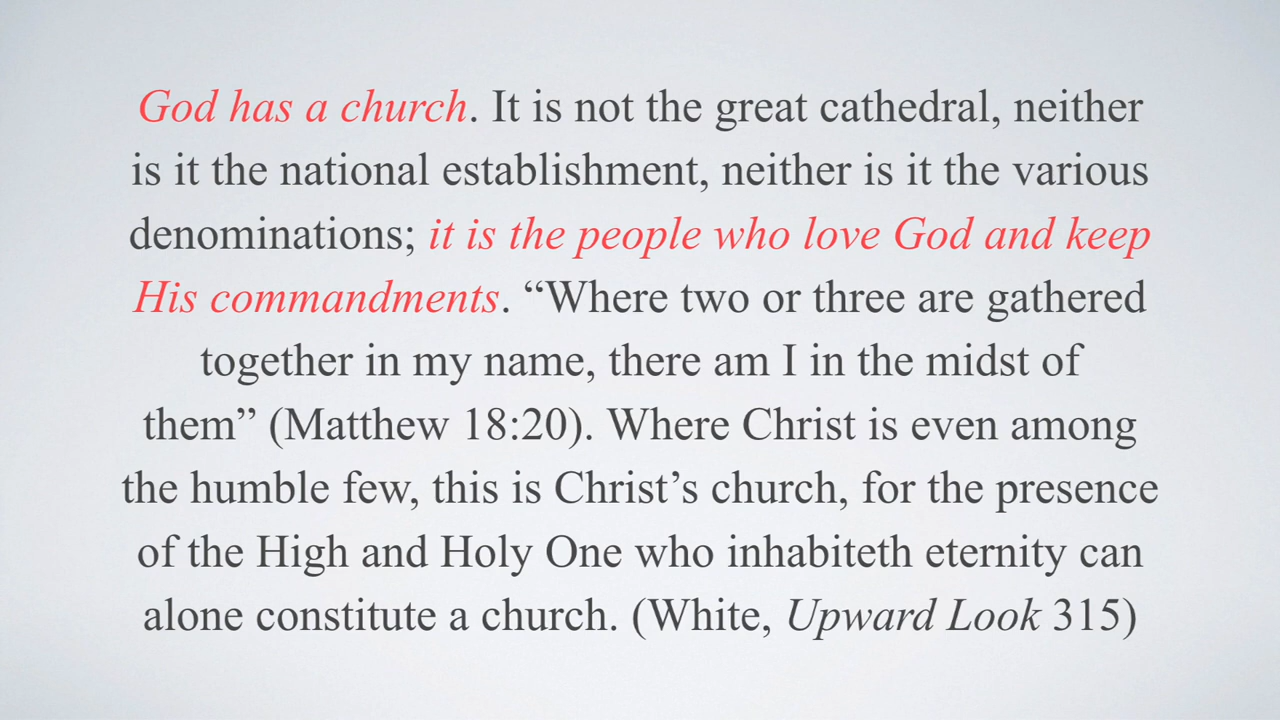 God has a church. It is not the great cathedral, neither
is it the national establishment, neither is it the various
denominations; it is the people who love God and keep
His commandments. “Where two or three are gathered
together in my name, there am I in the midst of
them” (Matthew 18:20). Where Christ is even among
the humble few, this is Christ’s church, for the presence
of the High and Holy One who inhabiteth eternity can
alone constitute a church. (White, Upward Look 315)